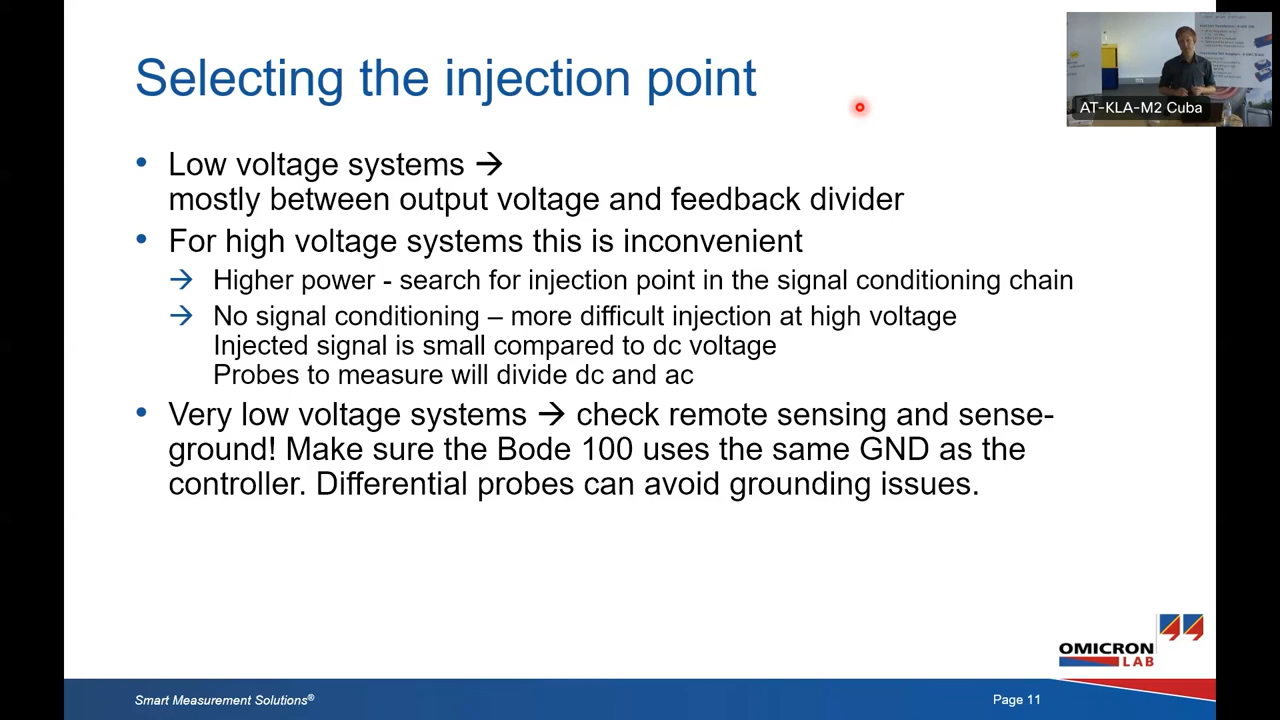 Selecting the injection point
AT-KLA-M2 Cuba
• Low voltage systems →
mostly between output voltage and feedback divider
• For high voltage systems this is inconvenient
→ Higher power - search for injection point in the signal conditioning chain
→ No signal conditioning – more difficult injection at high voltage
Injected signal is small compared to dc voltage
Probes to measure will divide dc and ac
• Very low voltage systems → check remote sensing and sense-
ground! Make sure the Bode 100 uses the same GND as the
controller. Differential probes can avoid grounding issues.
OMICRON
LAB
Smart Measurement Solutions®
Page 11